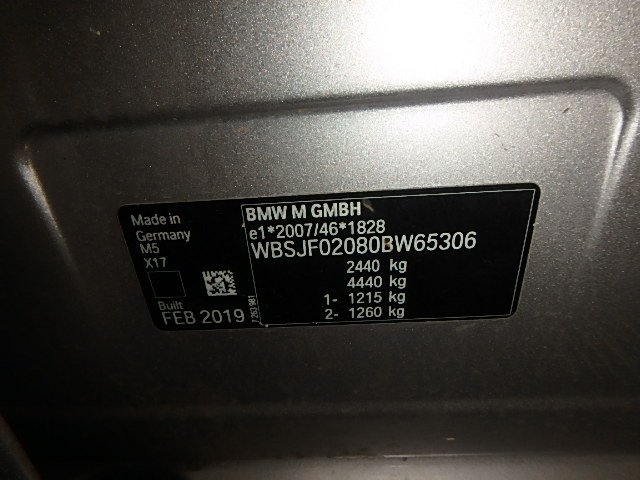 Made in
Germany
M5
X17
Built
FEB 2019
BMW M GMBH
e1*2007/46*1828
WBSJF02080BW65306
2440 kg
4440 kg
1- 1215 kg
2- 1260 kg